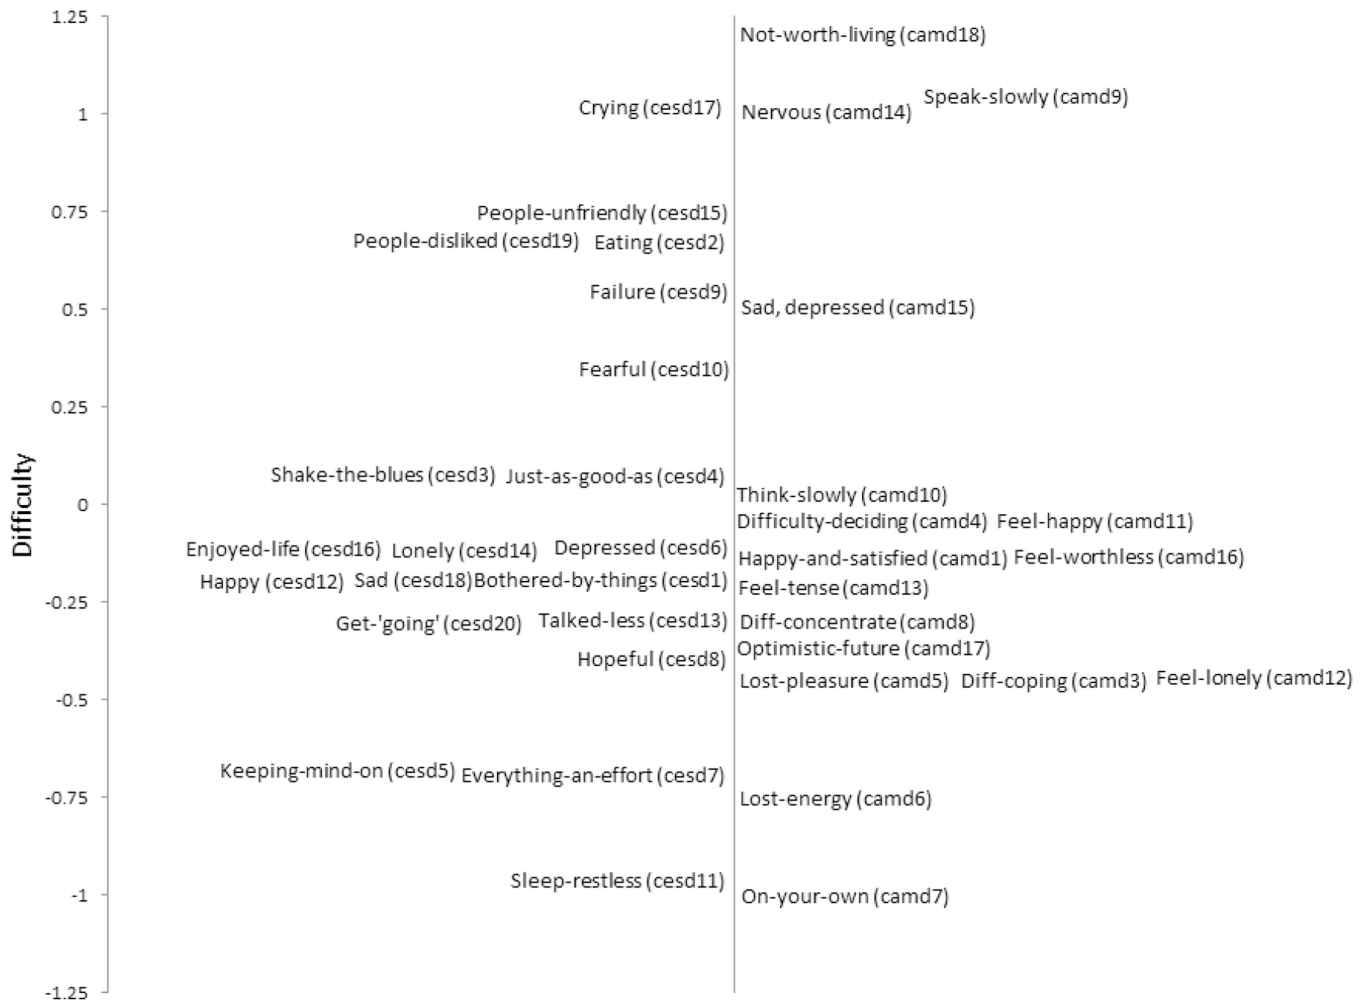 1.25
Not-worth-living (camd18)
Speak-slowly (camd9)
Crying (cesd17) Nervous (camd14)
1
0.75 People-unfriendly (cesd15)
People-disliked (cesd19) Eating (cesd2)
Failure (cesd9)
0.5 Sad, depressed (camd15)
Fearful (cesd10)
0.25
Difficulty
Shake-the-blues (cesd3) Just-as-good-as (cesd4)
0 Think-slowly (camd10)
Difficulty-deciding (camd4) Feel-happy (camd11)
Enjoyed-life (cesd16) Lonely (cesd14) Depressed (cesd6)
Happy-and-satisfied (camd1) Feel-worthless (camd16)
Happy (cesd12) Sad (cesd18) Bothered-by-things (cesd1)
Feel-tense (camd13)
-0.25
Get-'going' (cesd20) Talked-less (cesd13) Diff-concentrate (camd8)
Optimistic-future (camd17)
Hopeful (cesd8)
Lost-pleasure (camd5) Diff-coping (camd3) Feel-lonely (camd12)
-0.5
Keeping-mind-on (cesd5) Everything-an-effort (cesd7)
-0.75 Lost-energy (camd6)
Sleep-restless (cesd11)
-1 On-your-own (camd7)
-1.25